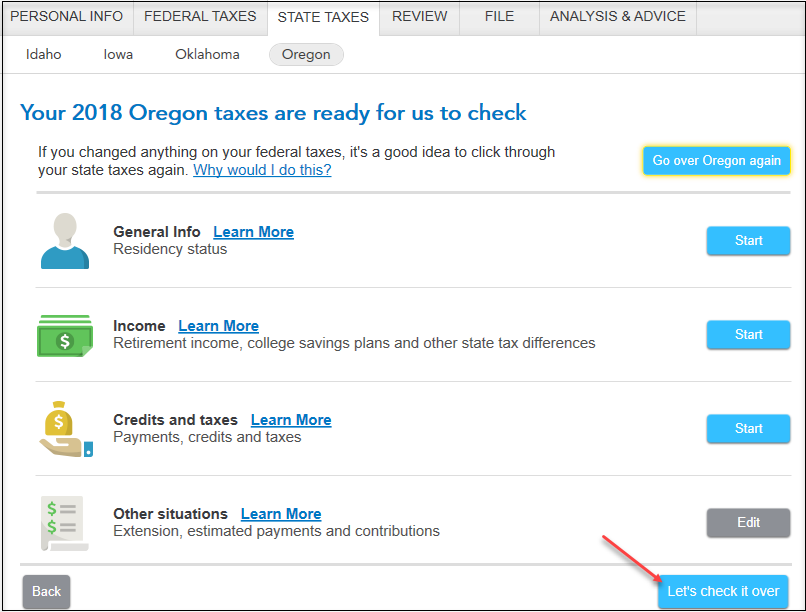 PERSONAL INFO FEDERAL TAXES STATE TAXES REVIEW FILE ANALYSIS & ADVICE
Idaho Iowa Oklahoma Oregon
Your 2018 Oregon taxes are ready for us to check
If you changed anything on your federal taxes, it's a good idea to click through
your state taxes again. Why would I do this?
Go over Oregon again
General Info Learn More
Residency status
Start
$
Income Learn More
Retirement income, college savings plans and other state tax differences
Start
$
Credits and taxes Learn More
Payments, credits and taxes
Start
$
$
Other situations Learn More
Extension, estimated payments and contributions
Edit
Back Let's check it over